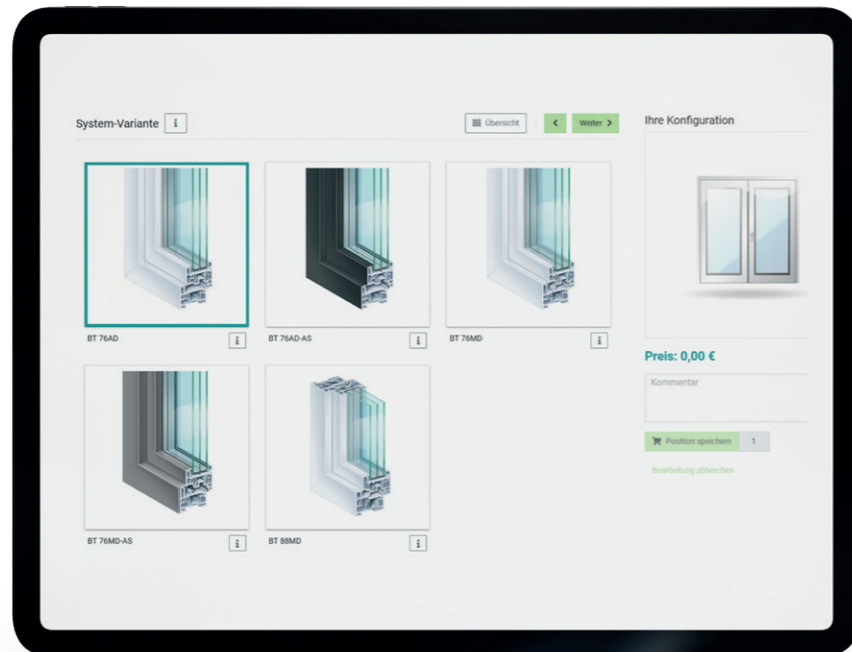 System-Variante i
Übersicht
Weiter
Ihre Konfiguration
BT 76AD i
BT 76AD-AS i
BT 76MD i
BT 76MD-AS i
BT 88MD i
Preis: 0,00 €
Kommentar
Position speichern 1
Bearbeitung abbrechen